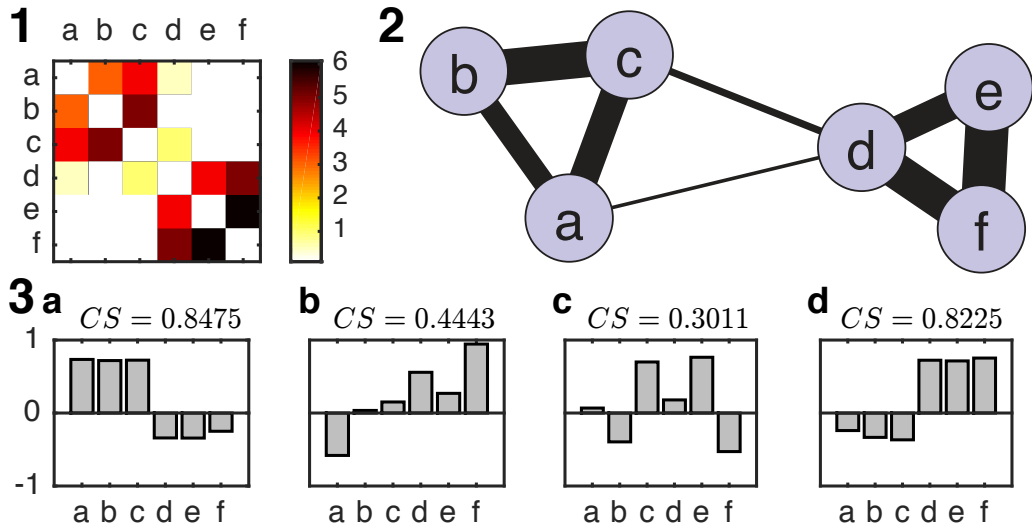 1
a b c d e f
a
b
c
d
e
f
6
5
4
3
2
1
2
b
c
a
d
e
f
3
a
CS = 0.8475
b
CS = 0.4443
c
CS = 0.3011
d
CS = 0.8225
1
0
-1
a b c d e f
a b c d e f
a b c d e f
a b c d e f